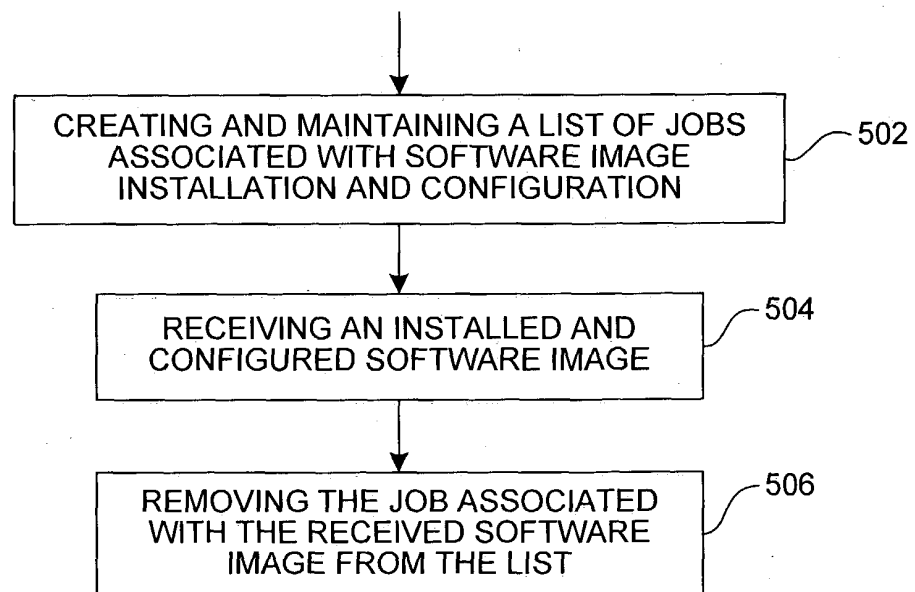 CREATING AND MAINTAINING A LIST OF JOBS
ASSOCIATED WITH SOFTWARE IMAGE
INSTALLATION AND CONFIGURATION
502
RECEIVING AN INSTALLED AND
CONFIGURED SOFTWARE IMAGE
504
REMOVING THE JOB ASSOCIATED
WITH THE RECEIVED SOFTWARE
IMAGE FROM THE LIST
506